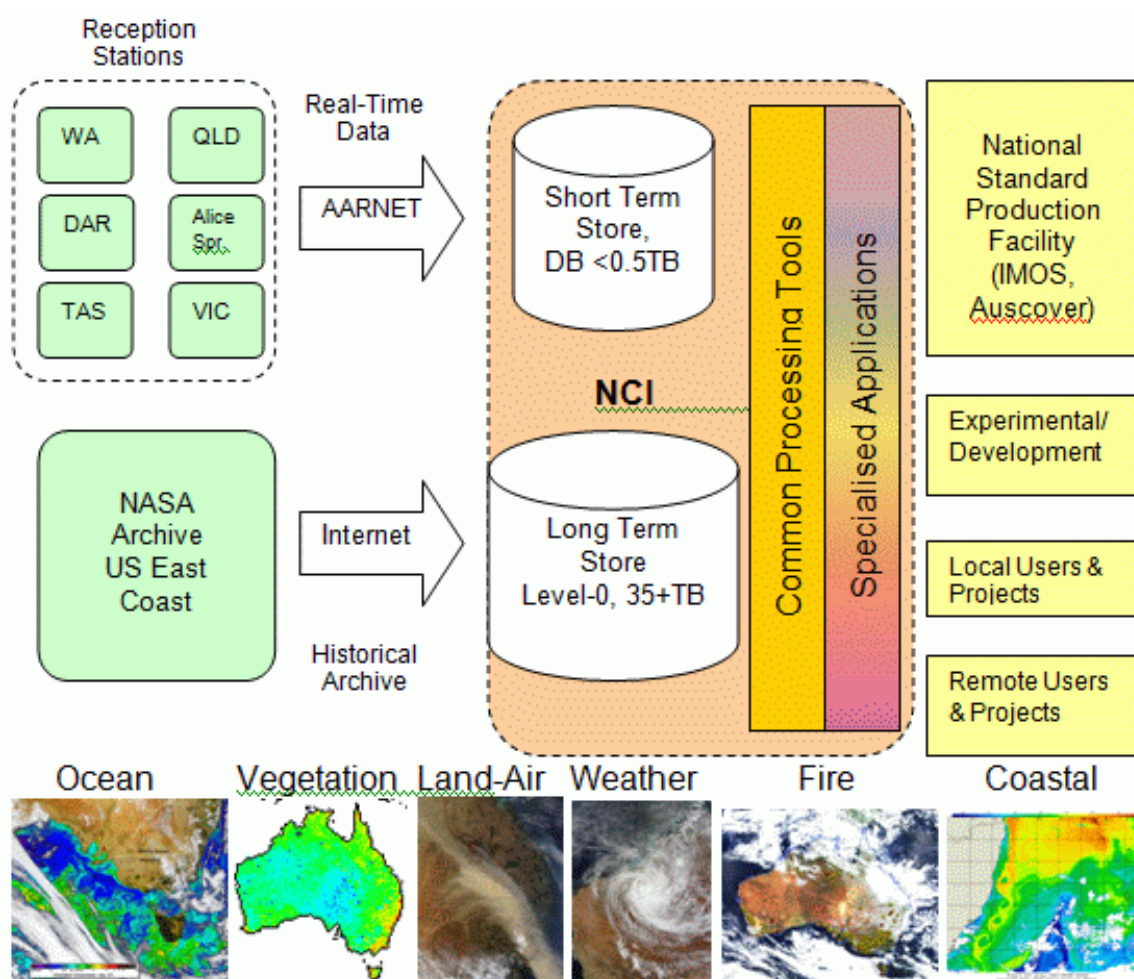 Reception
Stations
WA
QLD
DAR
Alice
Spr.
TAS
VIC
Real-Time
Data
AARNET
Short Term
Store,
DB <0.5TB
NCI
Common Processing Tools
Specialised Applications
National
Standard
Production
Facility
(IMOS,
Auscover)
Experimental/
Development
Local Users &
Projects
Remote Users
& Projects
NASA
Archive
US East
Coast
Internet
Historical
Archive
Long Term
Store
Level-0, 35+TB
Ocean
Vegetation
Land-Air
Weather
Fire
Coastal